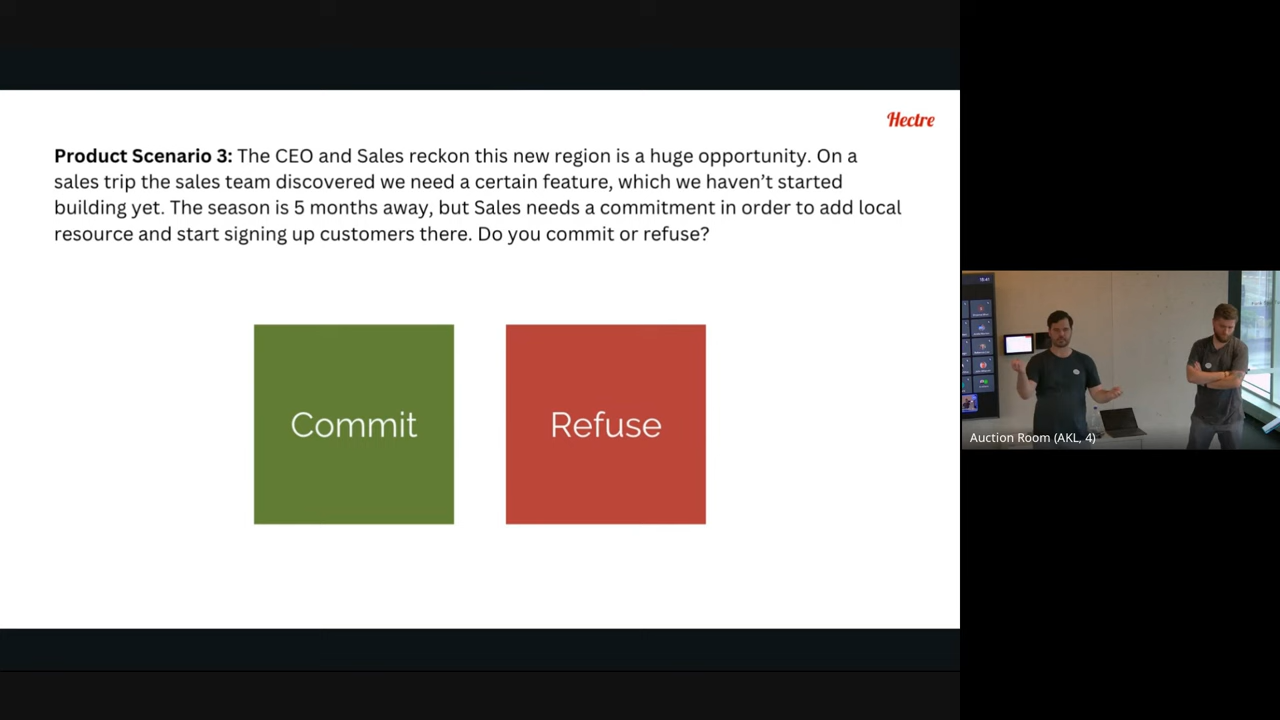 Hectre
Product Scenario 3: The CEO and Sales reckon this new region is a huge opportunity. On a
sales trip the sales team discovered we need a certain feature, which we haven’t started
building yet. The season is 5 months away, but Sales needs a commitment in order to add local
resource and start signing up customers there. Do you commit or refuse?
Commit
Refuse
Auction Room (AKL, 4)